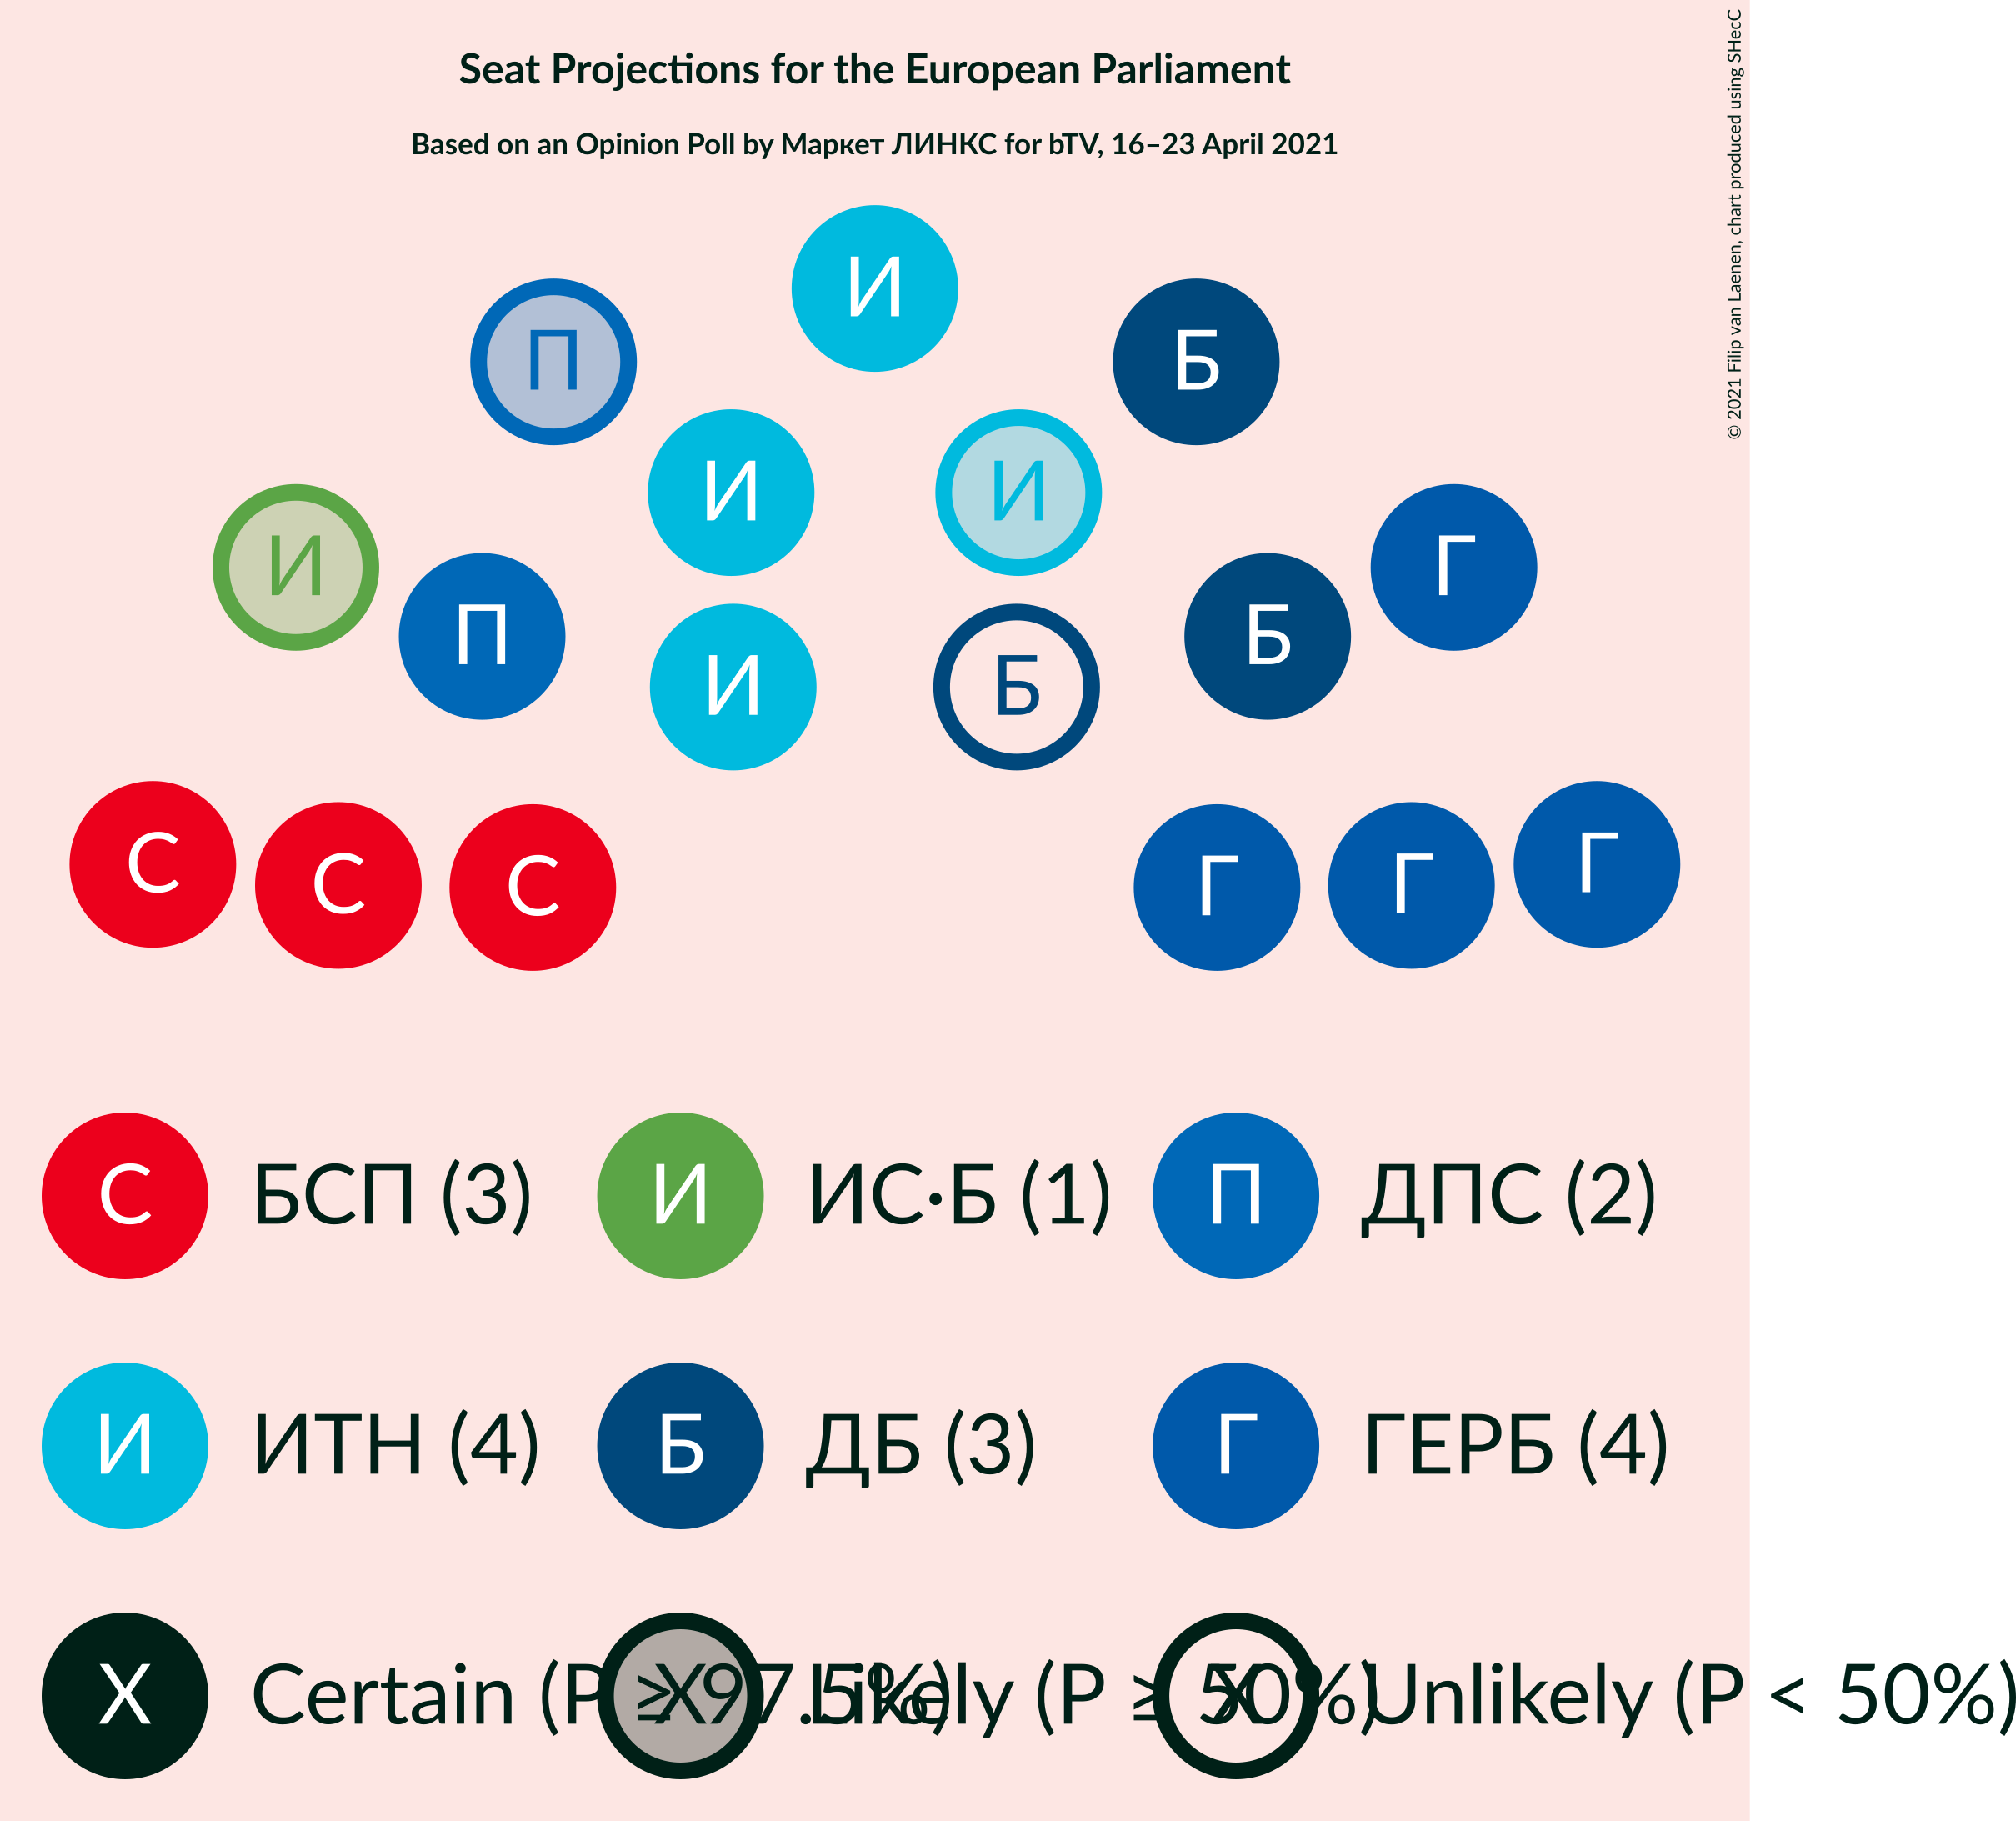 Seat Projections for the European Parliament
Based on an Opinion Poll by Маркет ЛИНКС for bTV, 16–23 April 2021
© 2021 Filip van Laenen, chart produced using SHecC
И
П
Б
И
И
И
Г
П
Б
И
Б
С
Г
С
Г
С
Г
С БСП (3)
И ИС·Б (1)
П ДПС (2)
И ИТН (4)
Б ДБ (3)
Г ГЕРБ (4)
X Certain (P ≥ 97.5%)
X Likely (P ≥ 50%)
X Unlikely (P < 50%)